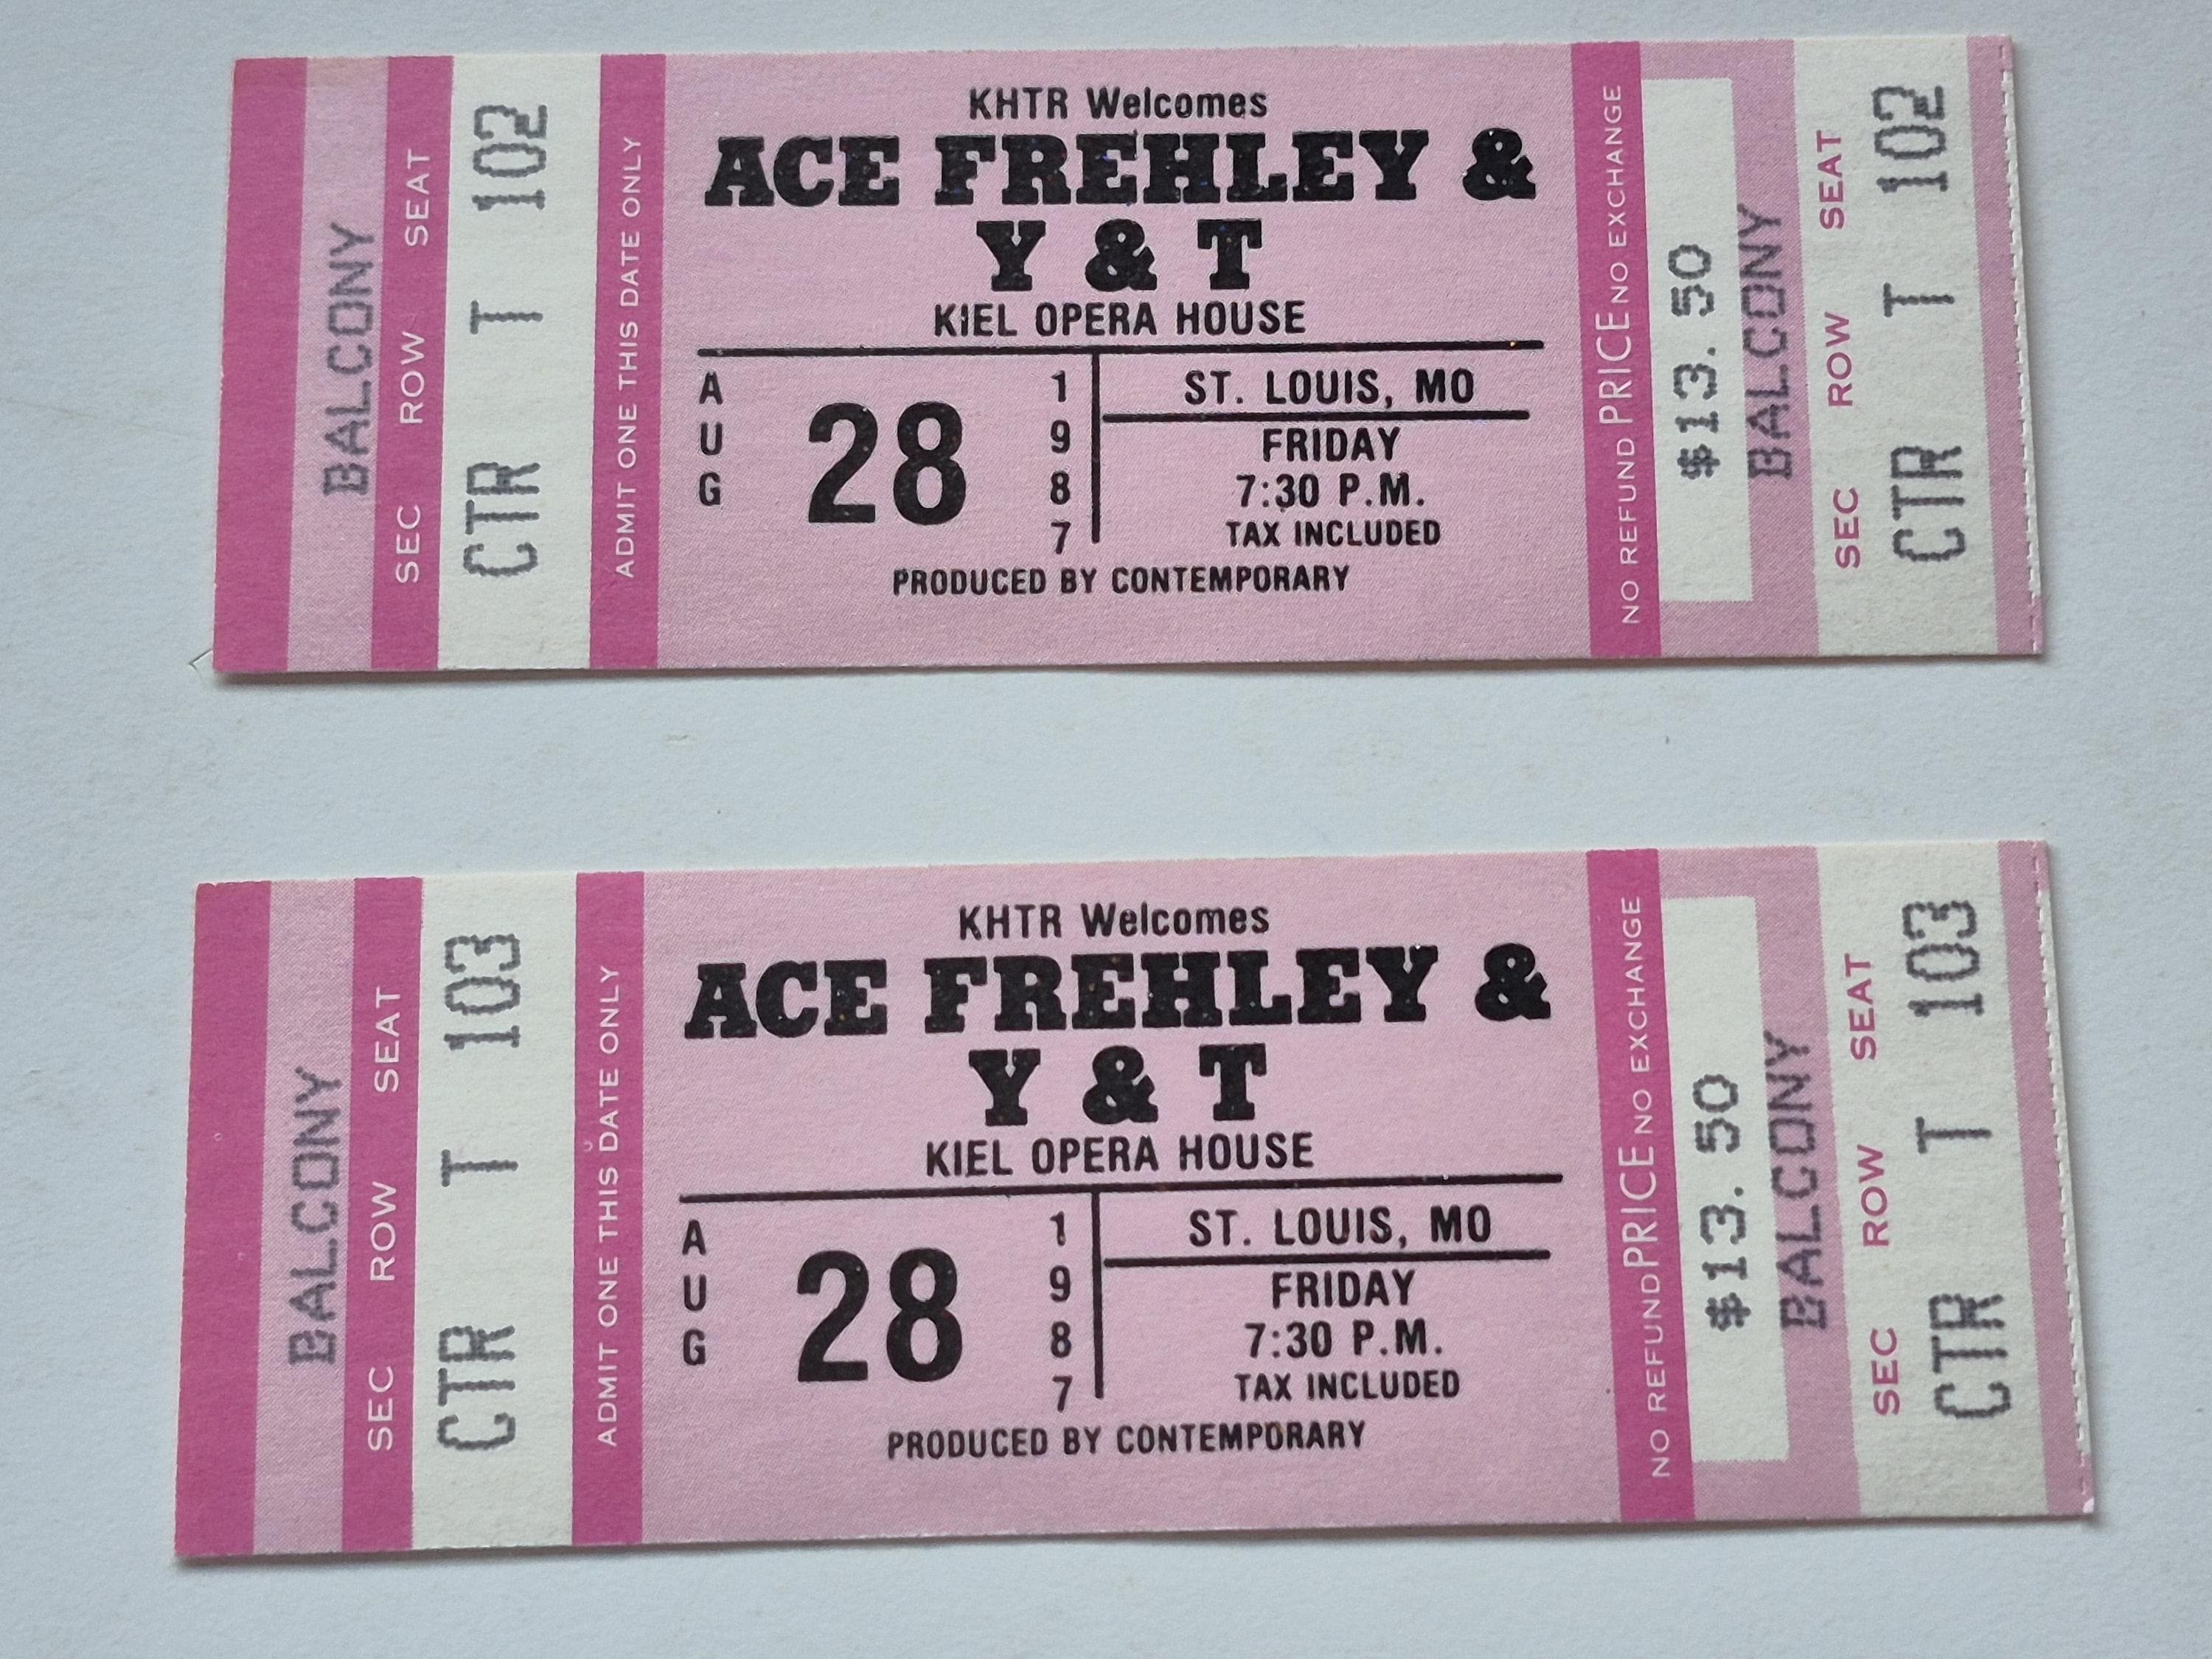 BALCONY
SEC ROW SEAT
CTR T 102
ADMIT ONE THIS DATE ONLY
KHTR Welcomes
ACE FREHLEY &
Y & T
KIEL OPERA HOUSE
AUG 28 1987
ST. LOUIS, MO
FRIDAY
7:30 P.M.
TAX INCLUDED
PRODUCED BY CONTEMPORARY
NO REFUND PRICE NO EXCHANGE
$13.50
BALCONY
SEC ROW SEAT
CTR T 102
BALCONY
SEC ROW SEAT
CTR T 103
ADMIT ONE THIS DATE ONLY
KHTR Welcomes
ACE FREHLEY &
Y & T
KIEL OPERA HOUSE
AUG 28 1987
ST. LOUIS, MO
FRIDAY
7:30 P.M.
TAX INCLUDED
PRODUCED BY CONTEMPORARY
NO REFUND PRICE NO EXCHANGE
$13.50
BALCONY
SEC ROW SEAT
CTR T 103